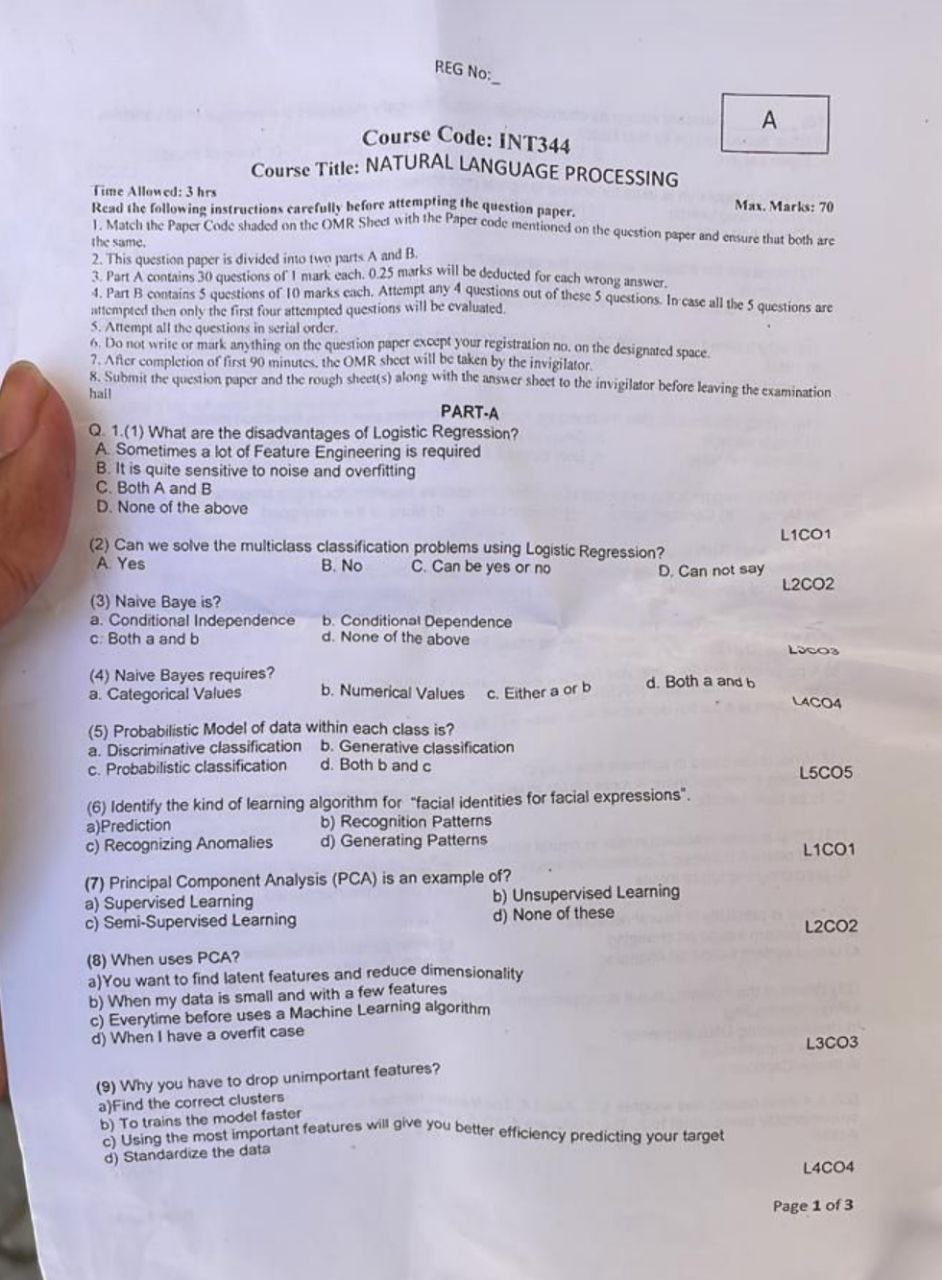 REG No:_
A
Course Code: INT344
Course Title: NATURAL LANGUAGE PROCESSING
Time Allowed: 3 hrs
Max. Marks: 70
Read the following instructions carefully before attempting the question paper.
1. Match the Paper Code shaded on the OMR Sheet with the Paper code mentioned on the question paper and ensure that both are
the same.
2. This question paper is divided into two parts A and B.
3. Part A contains 30 questions of 1 mark each. 0.25 marks will be deducted for each wrong answer.
4. Part B contains 5 questions of 10 marks each. Attempt any 4 questions out of these 5 questions. In case all the 5 questions are
attempted then only the first four attempted questions will be evaluated.
5. Attempt all the questions in serial order.
6. Do not write or mark anything on the question paper except your registration no. on the designated space.
7. After completion of first 90 minutes, the OMR sheet will be taken by the invigilator.
8. Submit the question paper and the rough sheet(s) along with the answer sheet to the invigilator before leaving the examination
hall
PART-A
Q. 1.(1) What are the disadvantages of Logistic Regression?
A. Sometimes a lot of Feature Engineering is required
B. It is quite sensitive to noise and overfitting
C. Both A and B
D. None of the above
L1CO1
(2) Can we solve the multiclass classification problems using Logistic Regression?
A. Yes B. No C. Can be yes or no D. Can not say
L2CO2
(3) Naive Baye is?
a. Conditional Independence b. Conditional Dependence
c. Both a and b d. None of the above
L3CO3
(4) Naive Bayes requires?
a. Categorical Values b. Numerical Values c. Either a or b d. Both a and b
L4CO4
(5) Probabilistic Model of data within each class is?
a. Discriminative classification b. Generative classification
c. Probabilistic classification d. Both b and c
L5CO5
(6) Identify the kind of learning algorithm for "facial identities for facial expressions".
a)Prediction b) Recognition Patterns
c) Recognizing Anomalies d) Generating Patterns
L1CO1
(7) Principal Component Analysis (PCA) is an example of?
a) Supervised Learning b) Unsupervised Learning
c) Semi-Supervised Learning d) None of these
L2CO2
(8) When uses PCA?
a)You want to find latent features and reduce dimensionality
b) When my data is small and with a few features
c) Everytime before uses a Machine Learning algorithm
d) When I have a overfit case
L3CO3
(9) Why you have to drop unimportant features?
a)Find the correct clusters
b) To trains the model faster
c) Using the most important features will give you better efficiency predicting your target
d) Standardize the data
L4CO4
Page 1 of 3